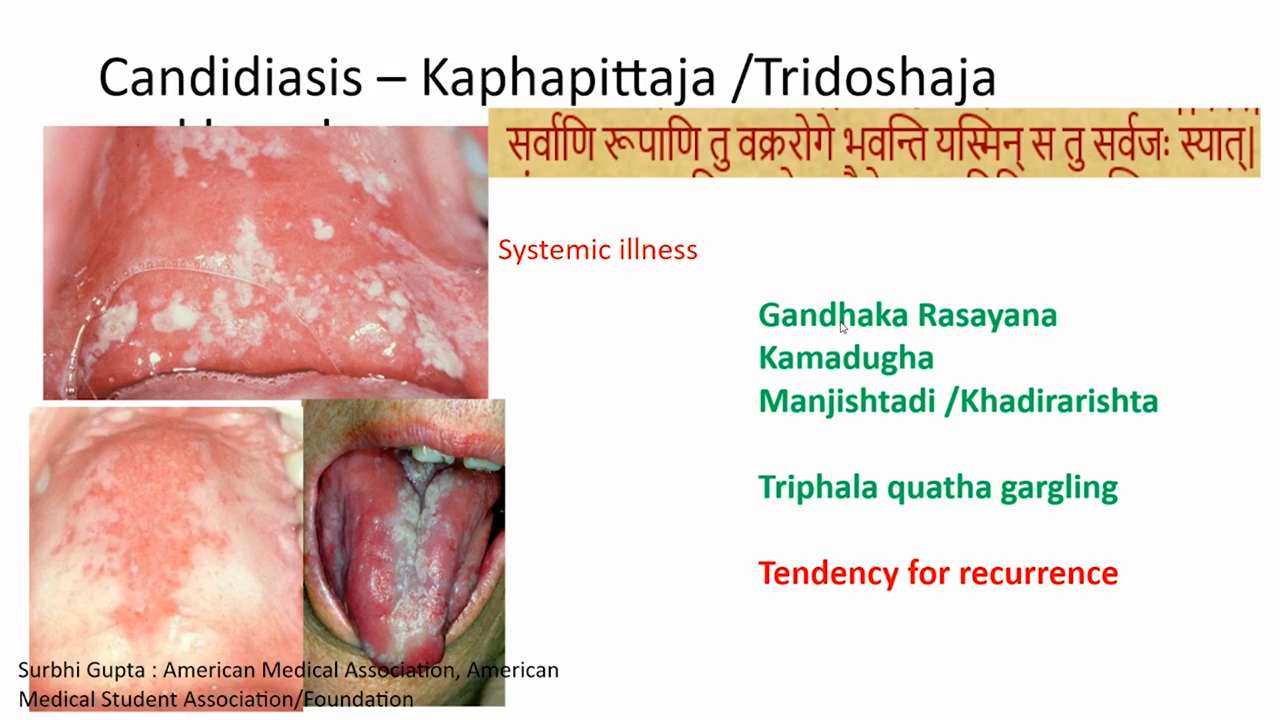 Candidiasis – Kaphapittaja /Tridoshaja
सर्वाणि रूपाणि तु वक्ररोगे भवन्ति यस्मिन् स तु सर्वजः स्यात्।
Systemic illness
Gandhaka Rasayana
Kamadugha
Manjishtadi /Khadirarishta
Triphala quatha gargling
Tendency for recurrence
Surbhi Gupta : American Medical Association, American
Medical Student Association/Foundation